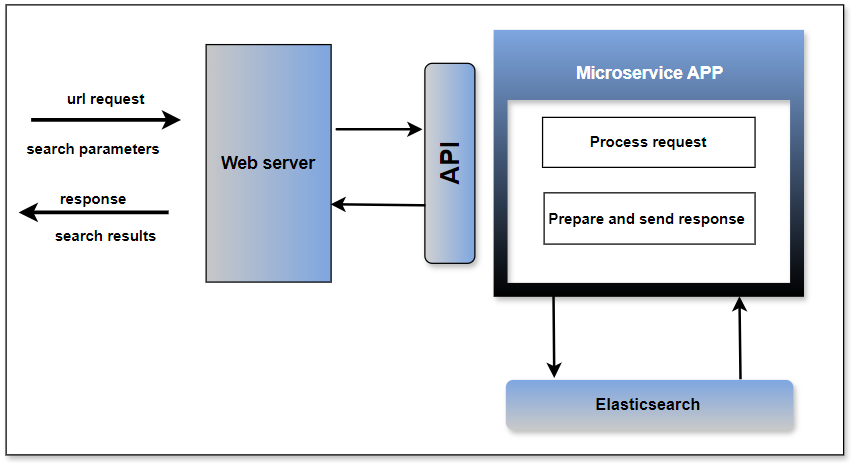 url request
search parameters
response
search results
Web server
API
Microservice APP
Process request
Prepare and send response
Elasticsearch